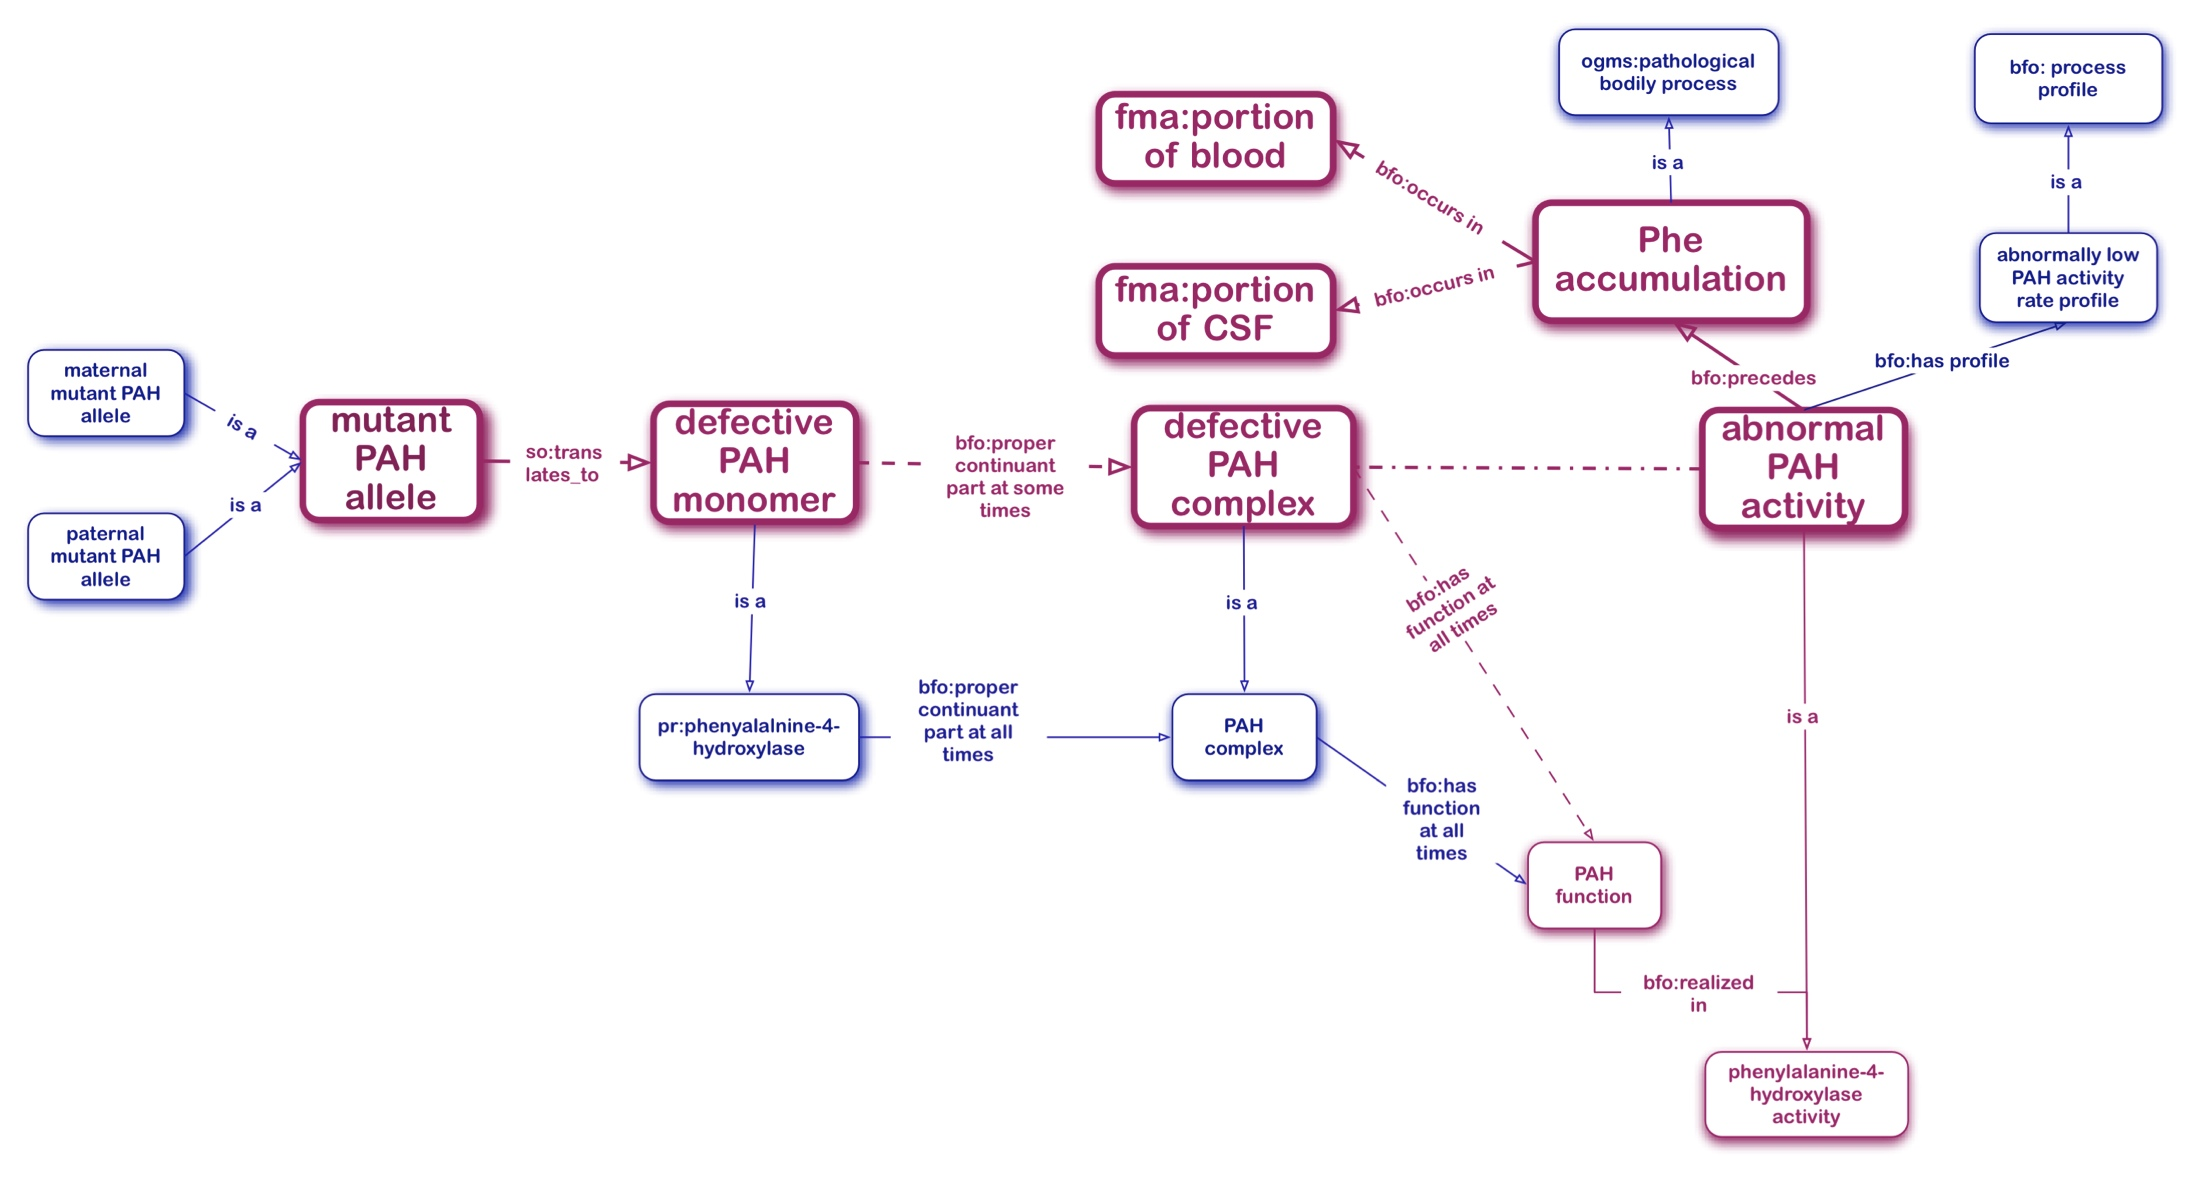 ogms:pathological
bodily process
bfo: process
profile
fma:portion
of blood
bfo:occurs in
is a
is a
Phe
accumulation
abnormally low
PAH activity
rate profile
fma:portion
of CSF
bfo:occurs in
bfo:precedes
bfo:has profile
maternal
mutant PAH
allele
is a
paternal
mutant PAH
allele
is a
mutant
PAH
allele
so:trans
lates_to
defective
PAH
monomer
bfo:proper
continuant
part at some
times
defective
PAH
complex
abnormal
PAH
activity
is a
is a
bfo:has
function at
all times
is a
pr:phenyalalnine-4-
hydroxylase
bfo:proper
continuant
part at all
times
PAH
complex
bfo:has
function
at all
times
PAH
function
bfo:realized
in
phenylalanine-4-
hydroxylase
activity